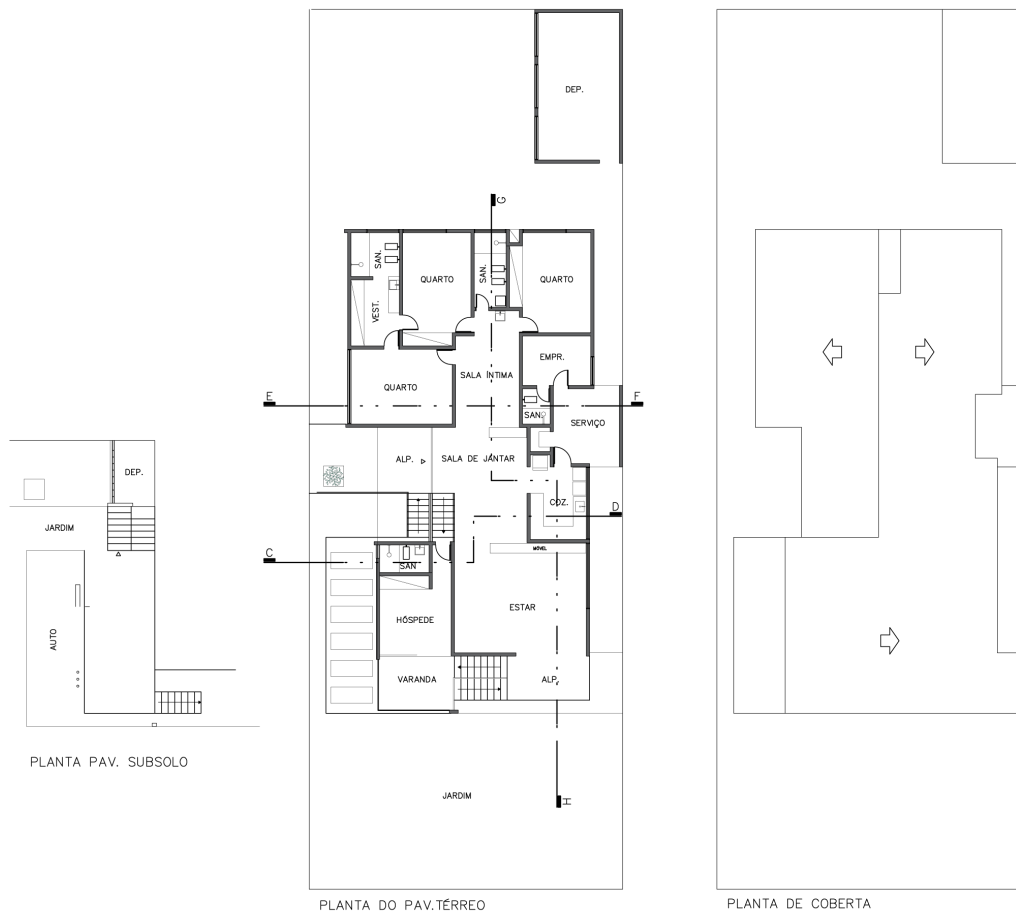 DEP.
G
SAN.
QUARTO
SAN.
QUARTO
VEST.
EMPR.
SALA ÍNTIMA
QUARTO
E
F
SAN.
SERVIÇO
ALP.
SALA DE JANTAR
DEP.
COZ.
D
JARDIM
MÓVEL
C
SAN
ESTAR
HÓSPEDE
AUTO
VARANDA
ALP.
PLANTA PAV. SUBSOLO
JARDIM
H
PLANTA DO PAV.TÉRREO
PLANTA DE COBERTA